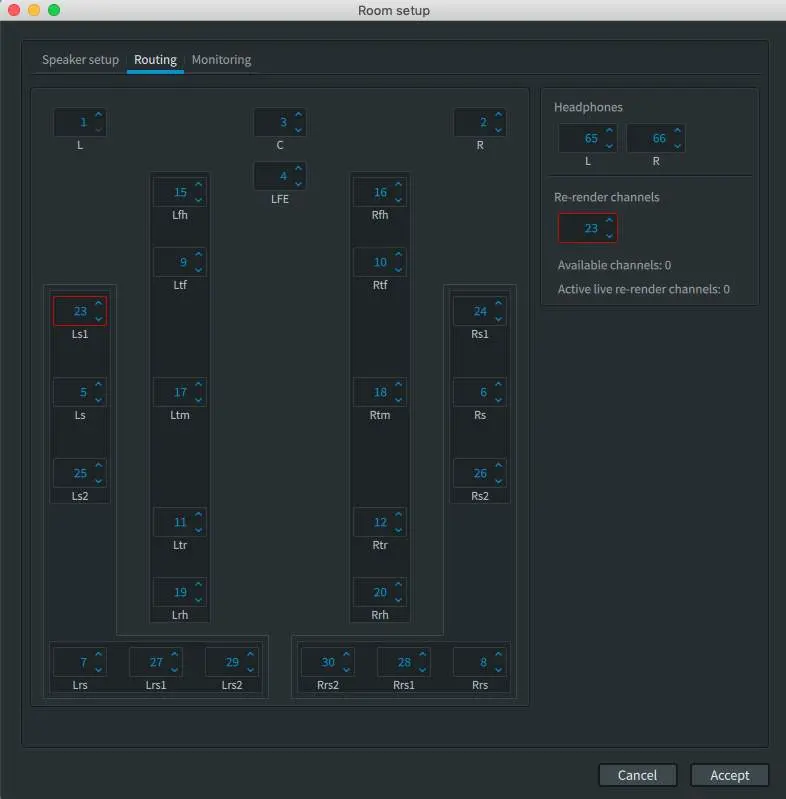 Room setup
Speaker setup Routing Monitoring
1
L
3
C
2
R
4
LFE
15
Lfh
16
Rfh
9
Ltf
10
Rtf
23
Ls1
24
Rs1
5
Ls
17
Ltm
18
Rtm
6
Rs
25
Ls2
26
Rs2
11
Ltr
12
Rtr
19
Lrh
20
Rrh
7
Lrs
27
Lrs1
29
Lrs2
30
Rrs2
28
Rrs1
8
Rrs
Headphones
65
L
66
R
Re-render channels
23
Available channels: 0
Active live re-render channels: 0
Cancel
Accept